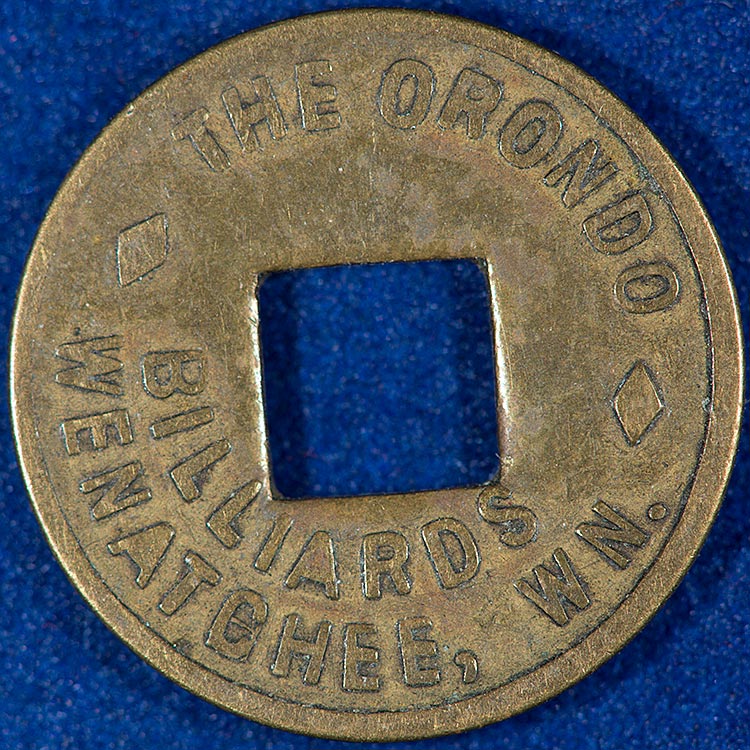 THE ORONDO
BILLIARDS
WENATCHEE, WN.